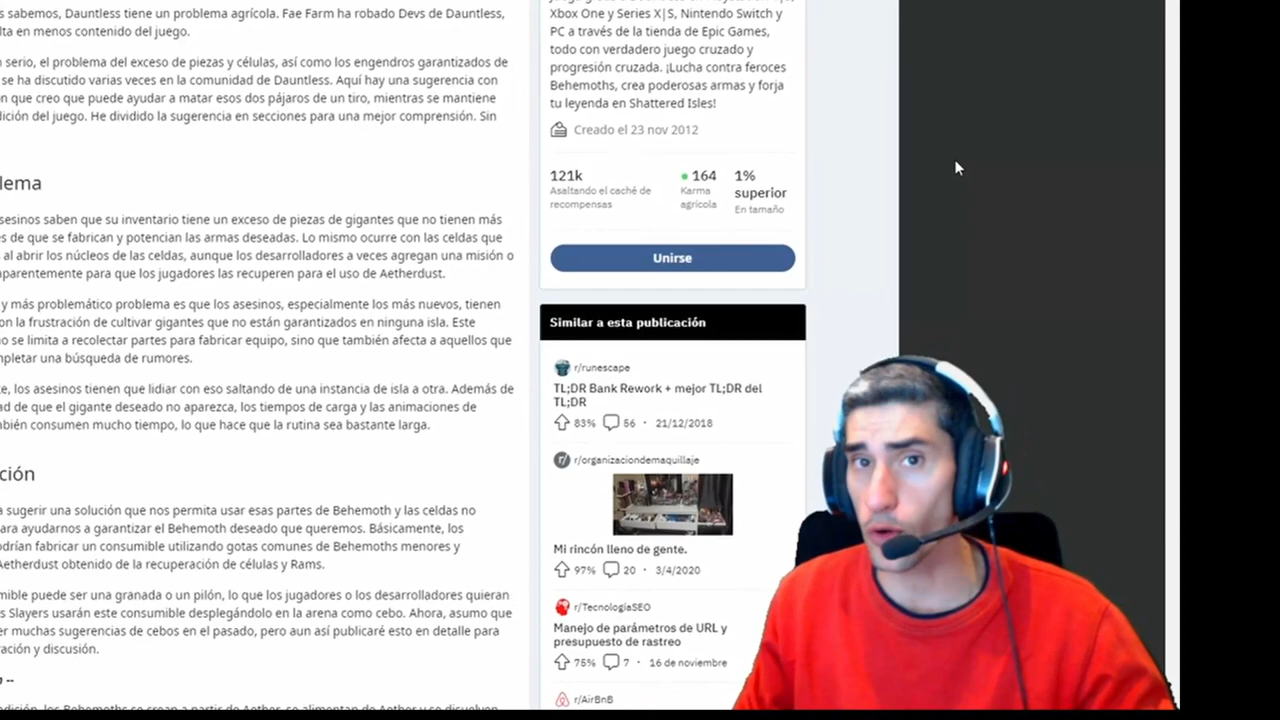 s sabemos, Dauntless tiene un problema agrícola. Fae Farm ha robado Devs de Dauntless,
lta en menos contenido del juego.
serio, el problema del exceso de piezas y células, así como los engendros garantizados de
se ha discutido varias veces en la comunidad de Dauntless. Aquí hay una sugerencia con
n que creo que puede ayudar a matar esos dos pájaros de un tiro, mientras se mantiene
dición del juego. He dividido la sugerencia en secciones para una mejor comprensión. Sin
lema
sesinos saben que su inventario tiene un exceso de piezas de gigantes que no tienen más
s de que se fabrican y potencian las armas deseadas. Lo mismo ocurre con las celdas que
al abrir los núcleos de las celdas, aunque los desarrolladores a veces agregan una misión o
aparentemente para que los jugadores las recuperen para el uso de Aetherdust.
y más problemático problema es que los asesinos, especialmente los más nuevos, tienen
on la frustración de cultivar gigantes que no están garantizados en ninguna isla. Este
o se limita a recolectar partes para fabricar equipo, sino que también afecta a aquellos que
mpletar una búsqueda de rumores.
e, los asesinos tienen que lidiar con eso saltando de una instancia de isla a otra. Además de
ad de que el gigante deseado no aparezca, los tiempos de carga y las animaciones de
mbién consumen mucho tiempo, lo que hace que la rutina sea bastante larga.
ción
a sugerir una solución que nos permita usar esas partes de Behemoth y las celdas no
para ayudarnos a garantizar el Behemoth deseado que queremos. Básicamente, los
odrían fabricar un consumible utilizando gotas comunes de Behemoths menores y
Aetherdust obtenido de la recuperación de células y Rams.
mible puede ser una granada o un pilón, lo que los jugadores o los desarrolladores quieran
s Slayers usarán este consumible desplegándolo en la arena como cebo. Ahora, asumo que
er muchas sugerencias de cebos en el pasado, pero aun así publicaré esto en detalle para
ración y discusión.
--
dición, los Behemoths se crean a partir de Aether, se alimentan de Aether y se disuelven
Xbox One y Series X|S, Nintendo Switch y
PC a través de la tienda de Epic Games,
todo con verdadero juego cruzado y
progresión cruzada. ¡Lucha contra feroces
Behemoths, crea poderosas armas y forja
tu leyenda en Shattered Isles!
Creado el 23 nov 2012
121k
Asaltando el caché de
recompensas
164
Karma
agrícola
1%
superior
En tamaño
Unirse
Similar a esta publicación
r/runescape
TL;DR Bank Rework + mejor TL;DR del
TL;DR
83% 56 · 21/12/2018
r/organizaciondemaquillaje
Mi rincón lleno de gente.
97% 20 · 3/4/2020
r/TecnologíaSEO
Manejo de parámetros de URL y
presupuesto de rastreo
75% 7 · 16 de noviembre
r/AirBnB